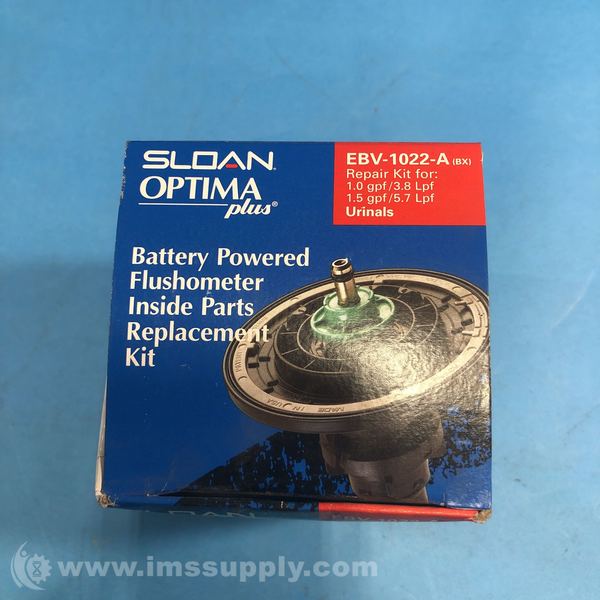 SLOAN.
OPTIMA
plus®
EBV-1022-A (BX)
Repair Kit for:
1.0 gpf/3.8 Lpf
1.5 gpf/5.7 Lpf
Urinals
Battery Powered
Flushometer
Inside Parts
Replacement
Kit
MADE IN USA
SLOAN
www.imssupply.com